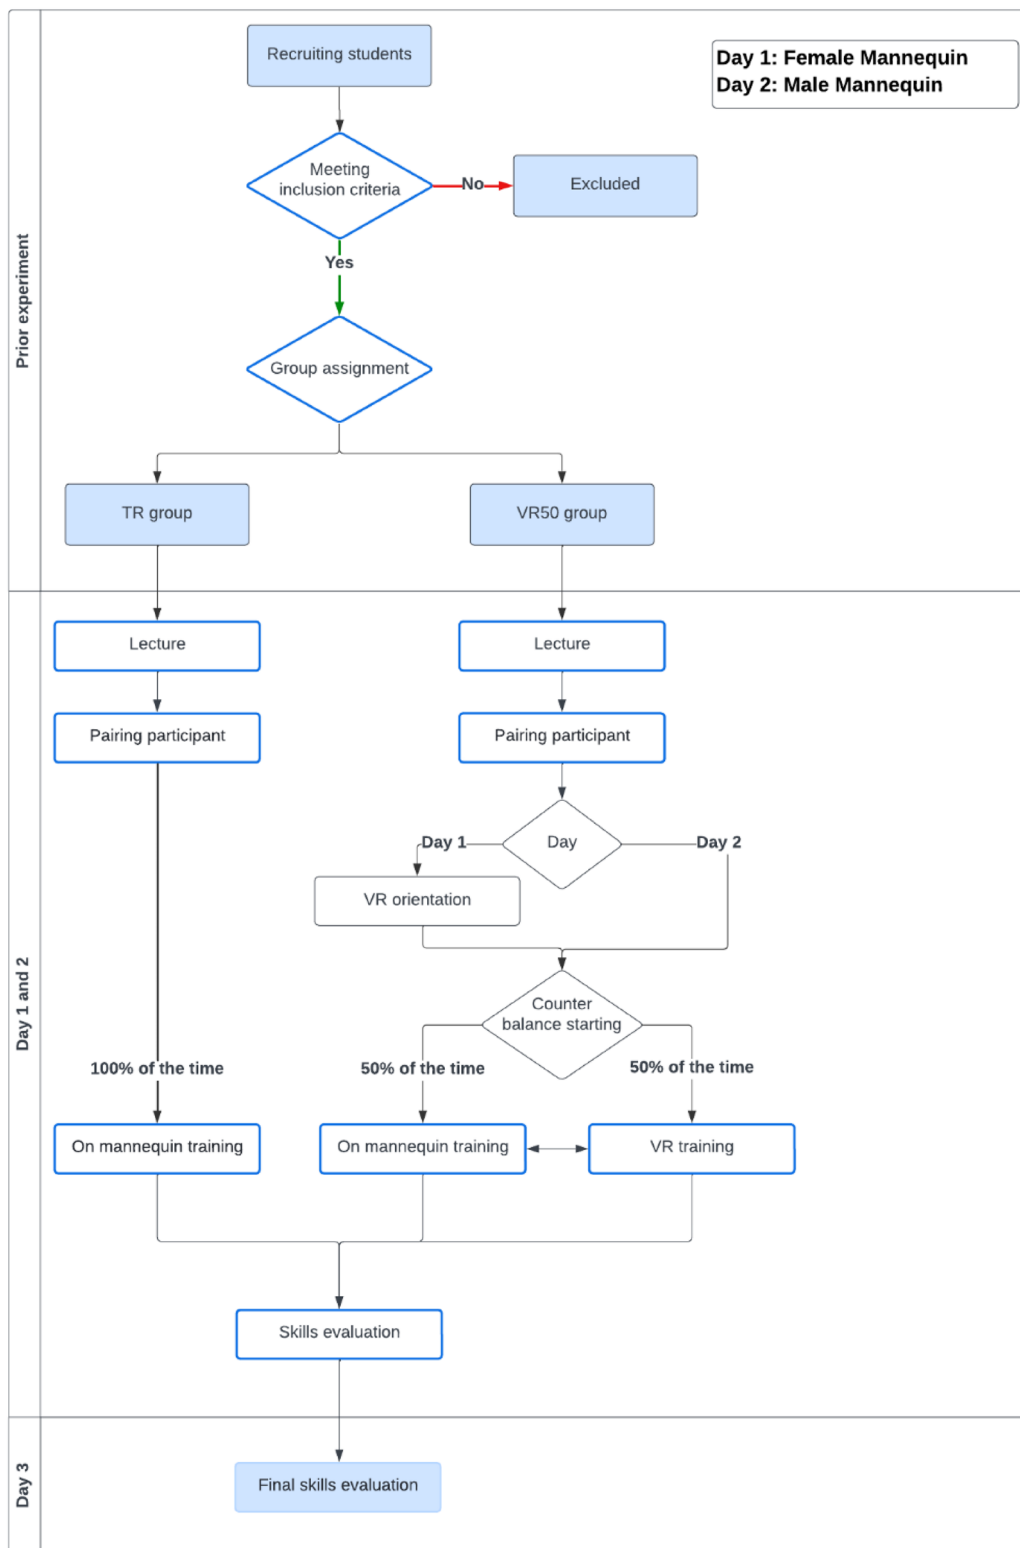 Recruiting students
Day 1: Female Mannequin
Day 2: Male Mannequin
Meeting
inclusion criteria
No
Excluded
Yes
Prior experiment
Group assignment
TR group
VR50 group
Lecture
Lecture
Pairing participant
Pairing participant
Day 1
Day
Day 2
VR orientation
Day 1 and 2
Counter
balance starting
100% of the time
50% of the time
50% of the time
On mannequin training
On mannequin training
VR training
Skills evaluation
Day 3
Final skills evaluation